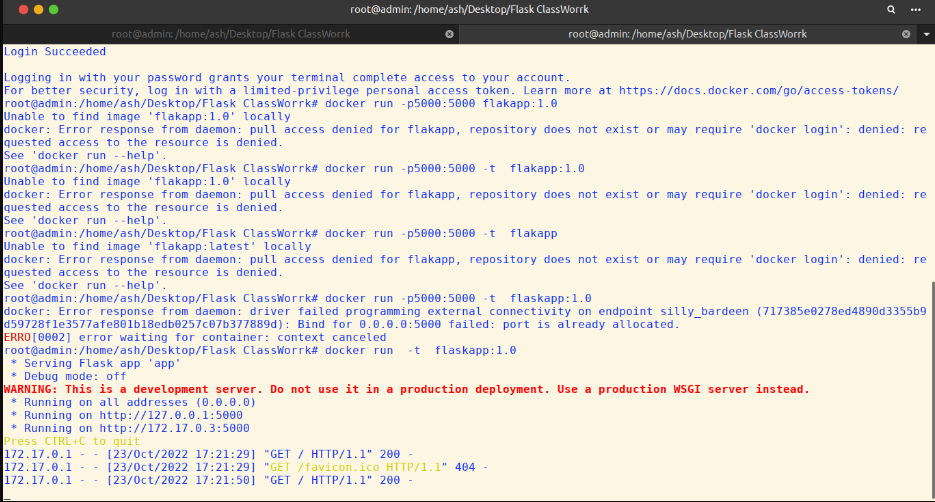 root@admin: /home/ash/Desktop/Flask ClassWorrk
root@admin: /home/ash/Desktop/Flask ClassWorrk
root@admin: /home/ash/Desktop/Flask ClassWorrk
Login Succeeded
Logging in with your password grants your terminal complete access to your account.
For better security, log in with a limited-privilege personal access token. Learn more at https://docs.docker.com/go/access-tokens/
root@admin:/home/ash/Desktop/Flask ClassWorrk# docker run -p5000:5000 flakapp:1.0
Unable to find image 'flakapp:1.0' locally
docker: Error response from daemon: pull access denied for flakapp, repository does not exist or may require 'docker login': denied: re
quested access to the resource is denied.
See 'docker run --help'.
root@admin:/home/ash/Desktop/Flask ClassWorrk# docker run -p5000:5000 -t  flakapp:1.0
Unable to find image 'flakapp:1.0' locally
docker: Error response from daemon: pull access denied for flakapp, repository does not exist or may require 'docker login': denied: re
quested access to the resource is denied.
See 'docker run --help'.
root@admin:/home/ash/Desktop/Flask ClassWorrk# docker run -p5000:5000 -t  flakapp
Unable to find image 'flakapp:latest' locally
docker: Error response from daemon: pull access denied for flakapp, repository does not exist or may require 'docker login': denied: re
quested access to the resource is denied.
See 'docker run --help'.
root@admin:/home/ash/Desktop/Flask ClassWorrk# docker run -p5000:5000 -t  flaskapp:1.0
docker: Error response from daemon: driver failed programming external connectivity on endpoint silly_bardeen (717385e0278ed4890d3355b9
d59728f1e3577afe801b18edb0257c07b377889d): Bind for 0.0.0.0:5000 failed: port is already allocated.
ERRO[0002] error waiting for container: context canceled
root@admin:/home/ash/Desktop/Flask ClassWorrk# docker run  -t  flaskapp:1.0
 * Serving Flask app 'app'
 * Debug mode: off
WARNING: This is a development server. Do not use it in a production deployment. Use a production WSGI server instead.
 * Running on all addresses (0.0.0.0)
 * Running on http://127.0.0.1:5000
 * Running on http://172.17.0.3:5000
Press CTRL+C to quit
172.17.0.1 - - [23/Oct/2022 17:21:29] "GET / HTTP/1.1" 200 -
172.17.0.1 - - [23/Oct/2022 17:21:29] "GET /favicon.ico HTTP/1.1" 404 -
172.17.0.1 - - [23/Oct/2022 17:21:50] "GET / HTTP/1.1" 200 -